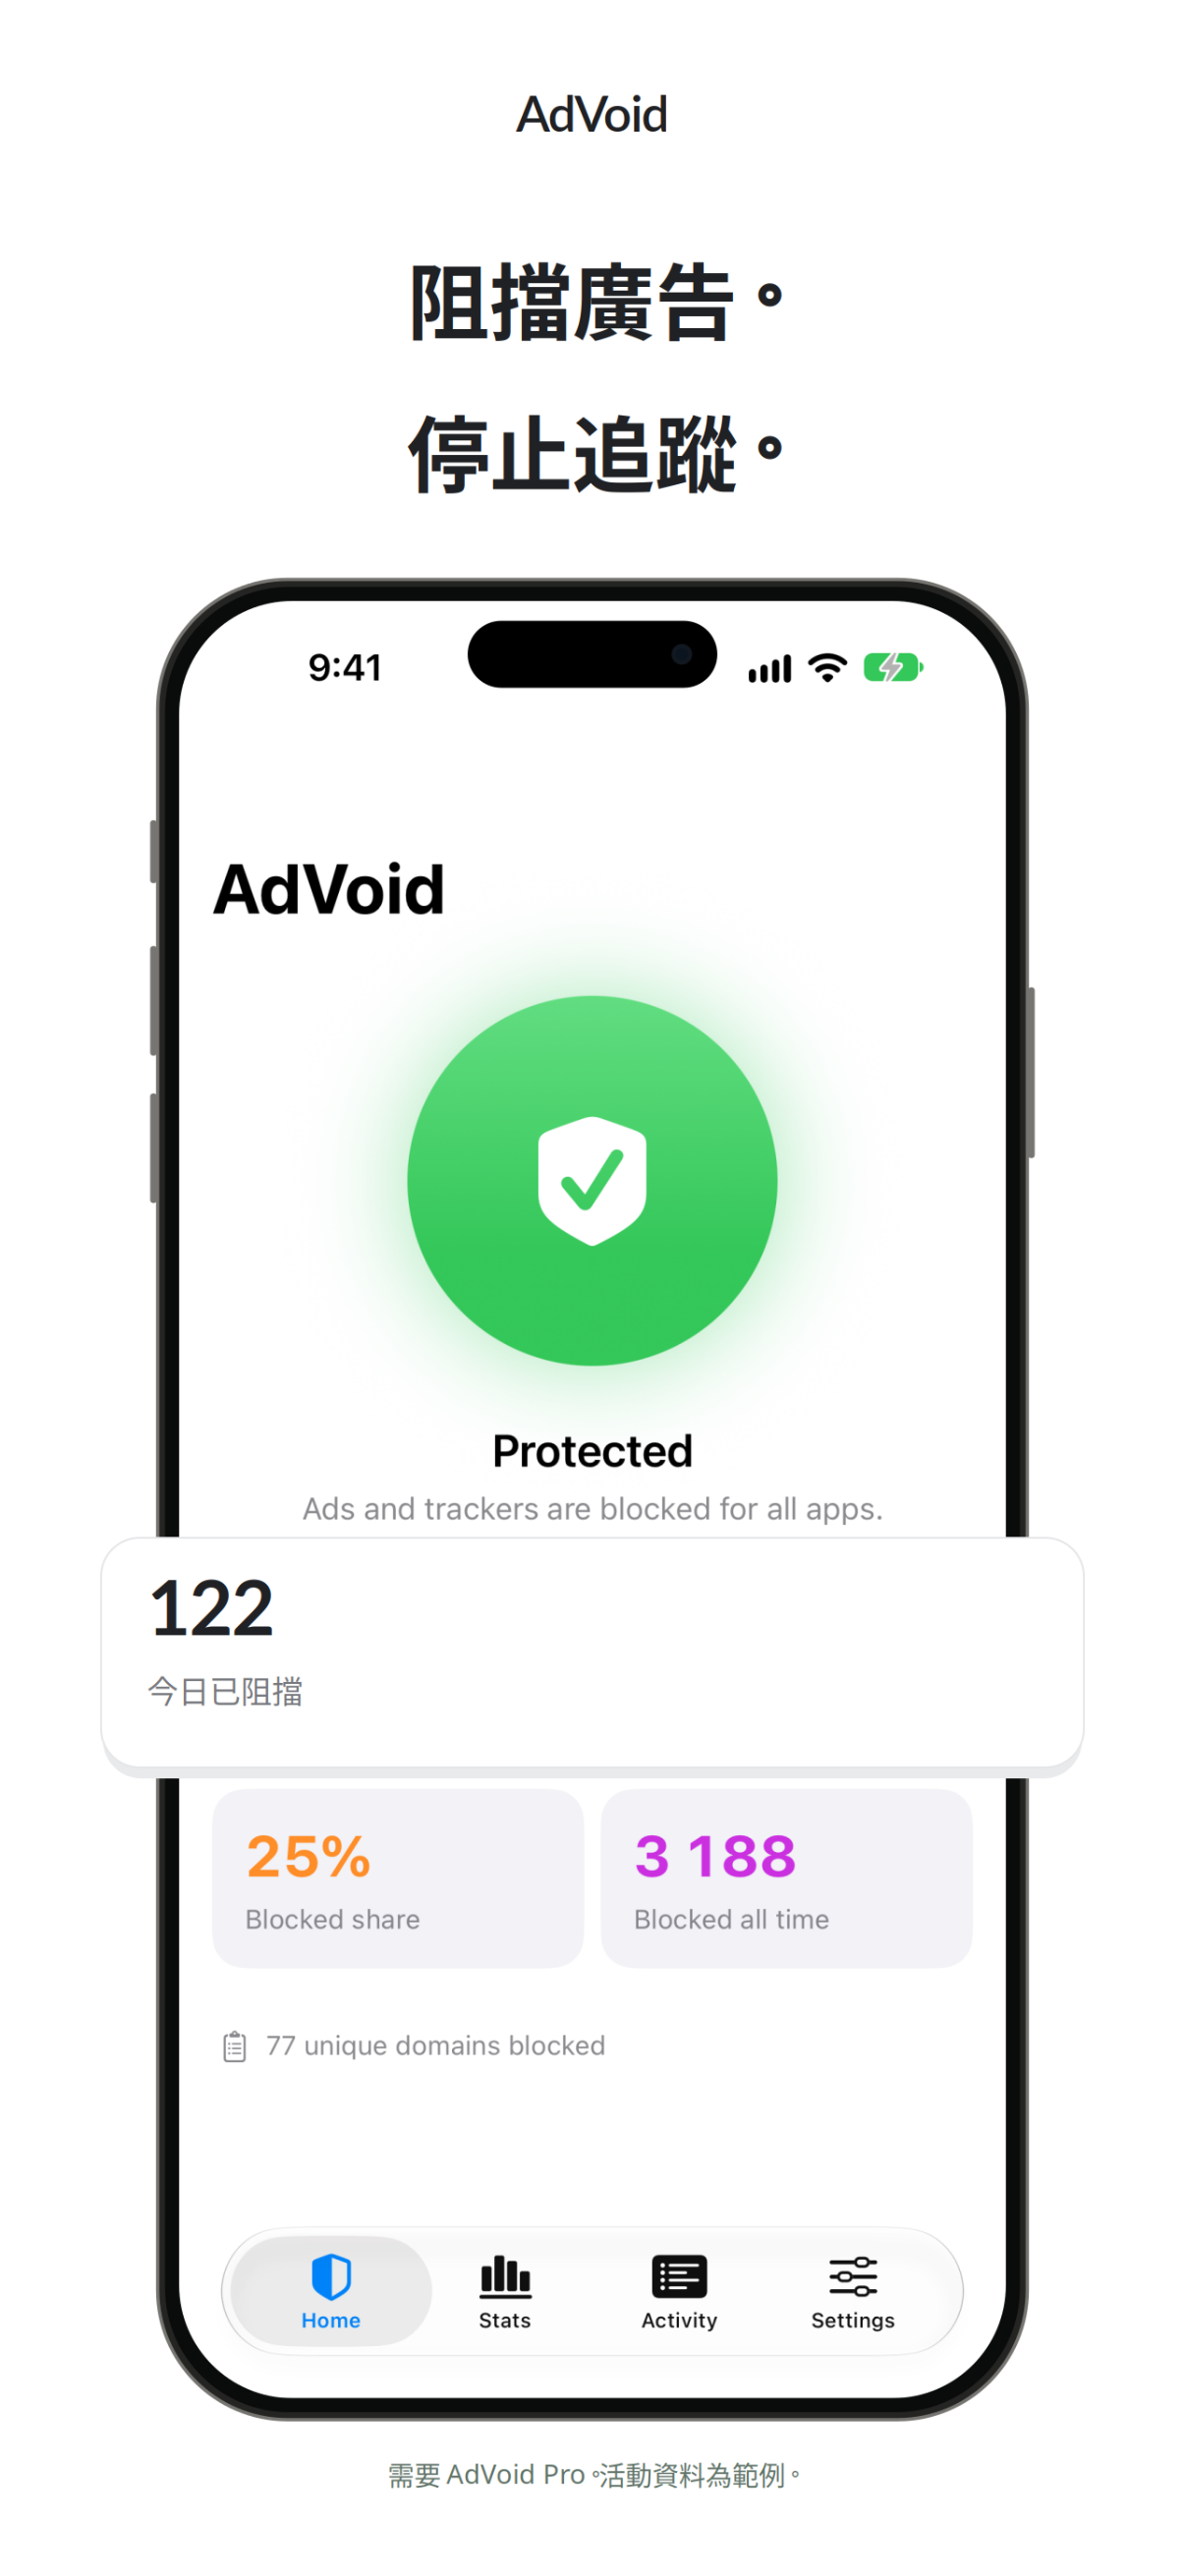 AdVoid
阻擋廣告。
停止追蹤。
9:41
AdVoid
Protected
Ads and trackers are blocked for all apps.
122
今日已阻擋
25%
Blocked share
3 188
Blocked all time
77 unique domains blocked
Home
Stats
Activity
Settings
需要 AdVoid Pro。活動資料為範例。